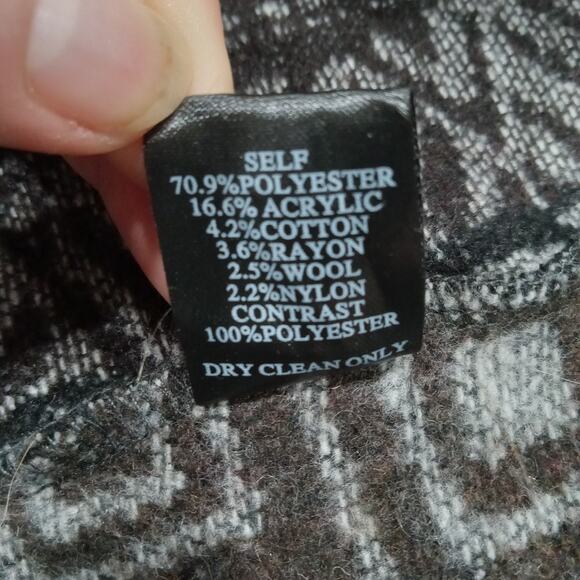 SELF
70.9%POLYESTER
16.6% ACRYLIC
4.2%COTTON
3.6%RAYON
2.5%WOOL
2.2%NYLON
CONTRAST
100%POLYESTER
DRY CLEAN ONLY